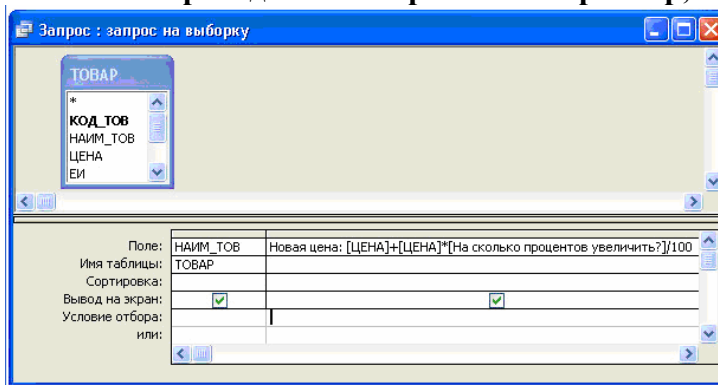 Запрос : запрос на выборку
ТОВАР
*
КОД_ТОВ
НАИМ_ТОВ
ЦЕНА
ЕИ
Поле: НАИМ_ТОВ Новая цена: [ЦЕНА]+[ЦЕНА]*[На сколько процентов увеличить?]/100
Имя таблицы: ТОВАР
Сортировка:
Вывод на экран:
Условие отбора:
или: